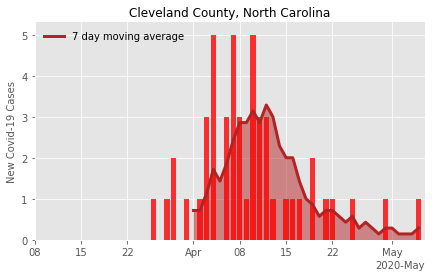 Cleveland County, North Carolina
7 day moving average
New Covid-19 Cases
5
4
3
2
1
0
08 15 22 Apr 08 15 22 May
2020-May